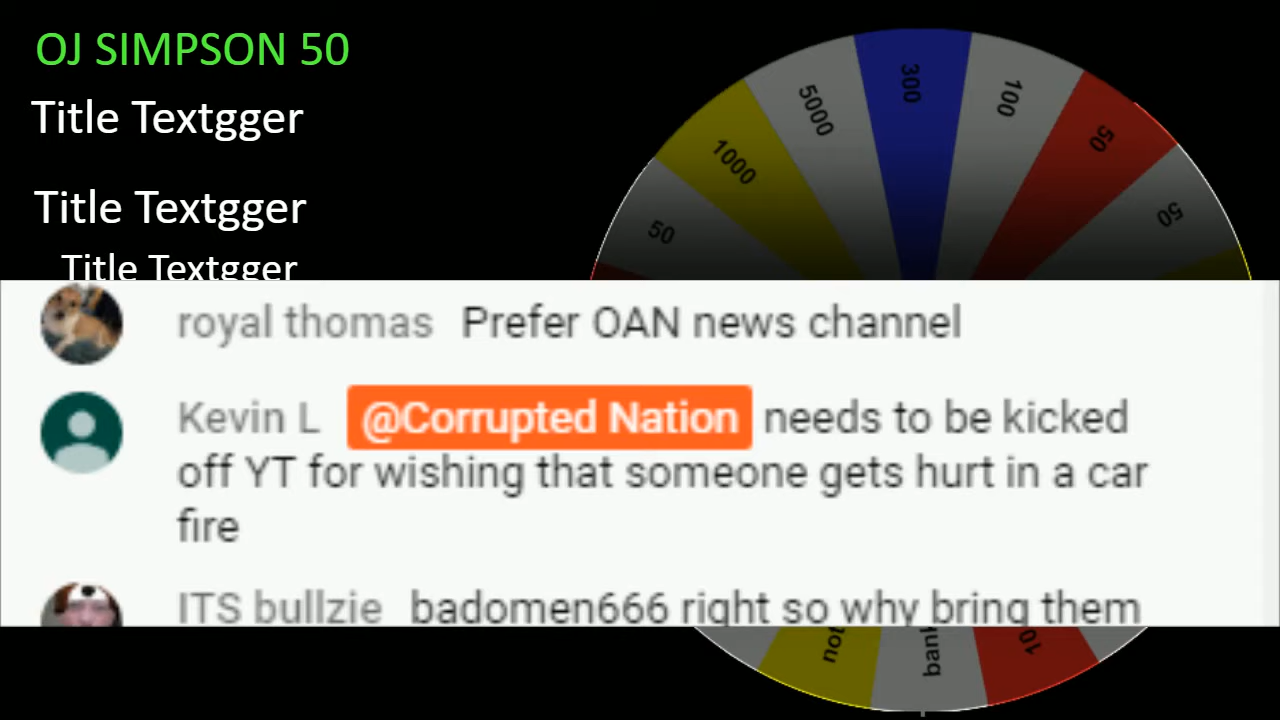 OJ SIMPSON 50
Title Textgger
Title Textgger
Title Textgger
5000
300
100
50
1000
50
50
royal thomas Prefer OAN news channel
Kevin L @Corrupted Nation needs to be kicked
off YT for wishing that someone gets hurt in a car
fire
ITS bullzie badomen666 right so why bring them
not
bank